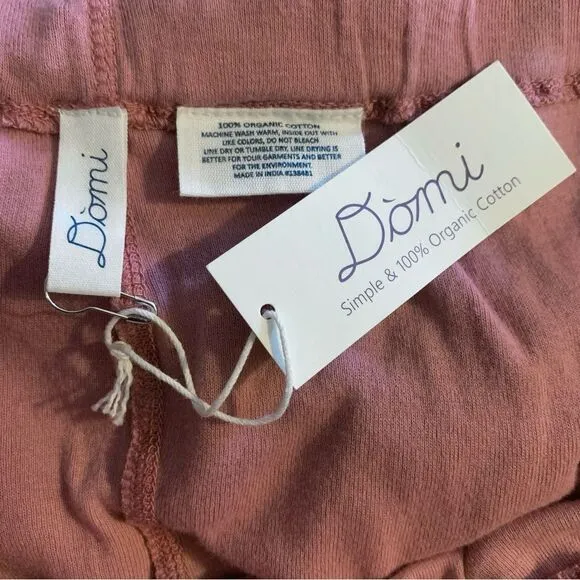 Dòmi
100% ORGANIC COTTON
MACHINE WASH WARM, INSIDE OUT WITH
LIKE COLORS, DO NOT BLEACH
LINE DRY OR TUMBLE DRY. LINE DRYING IS
BETTER FOR YOUR GARMENTS AND BETTER
FOR THE ENVIRONMENT.
MADE IN INDIA #138481
Dòmi
Simple & 100% Organic Cotton